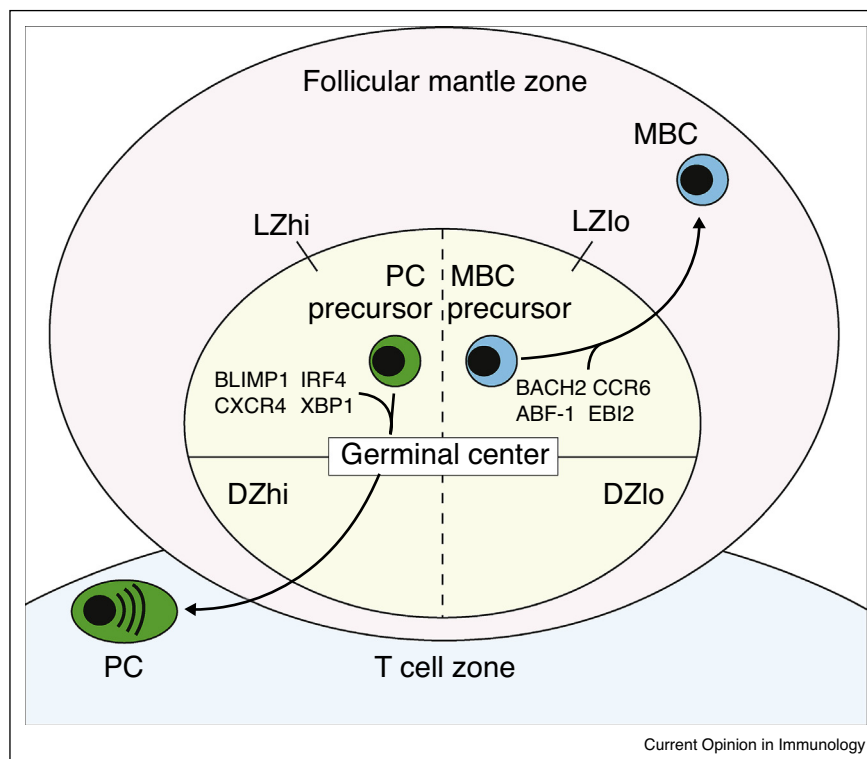 Follicular mantle zone
MBC
LZhi
LZlo
PC
precursor
MBC
precursor
BLIMP1 IRF4
CXCR4 XBP1
BACH2 CCR6
ABF-1 EBI2
Germinal center
DZhi
DZlo
PC
T cell zone
Current Opinion in Immunology